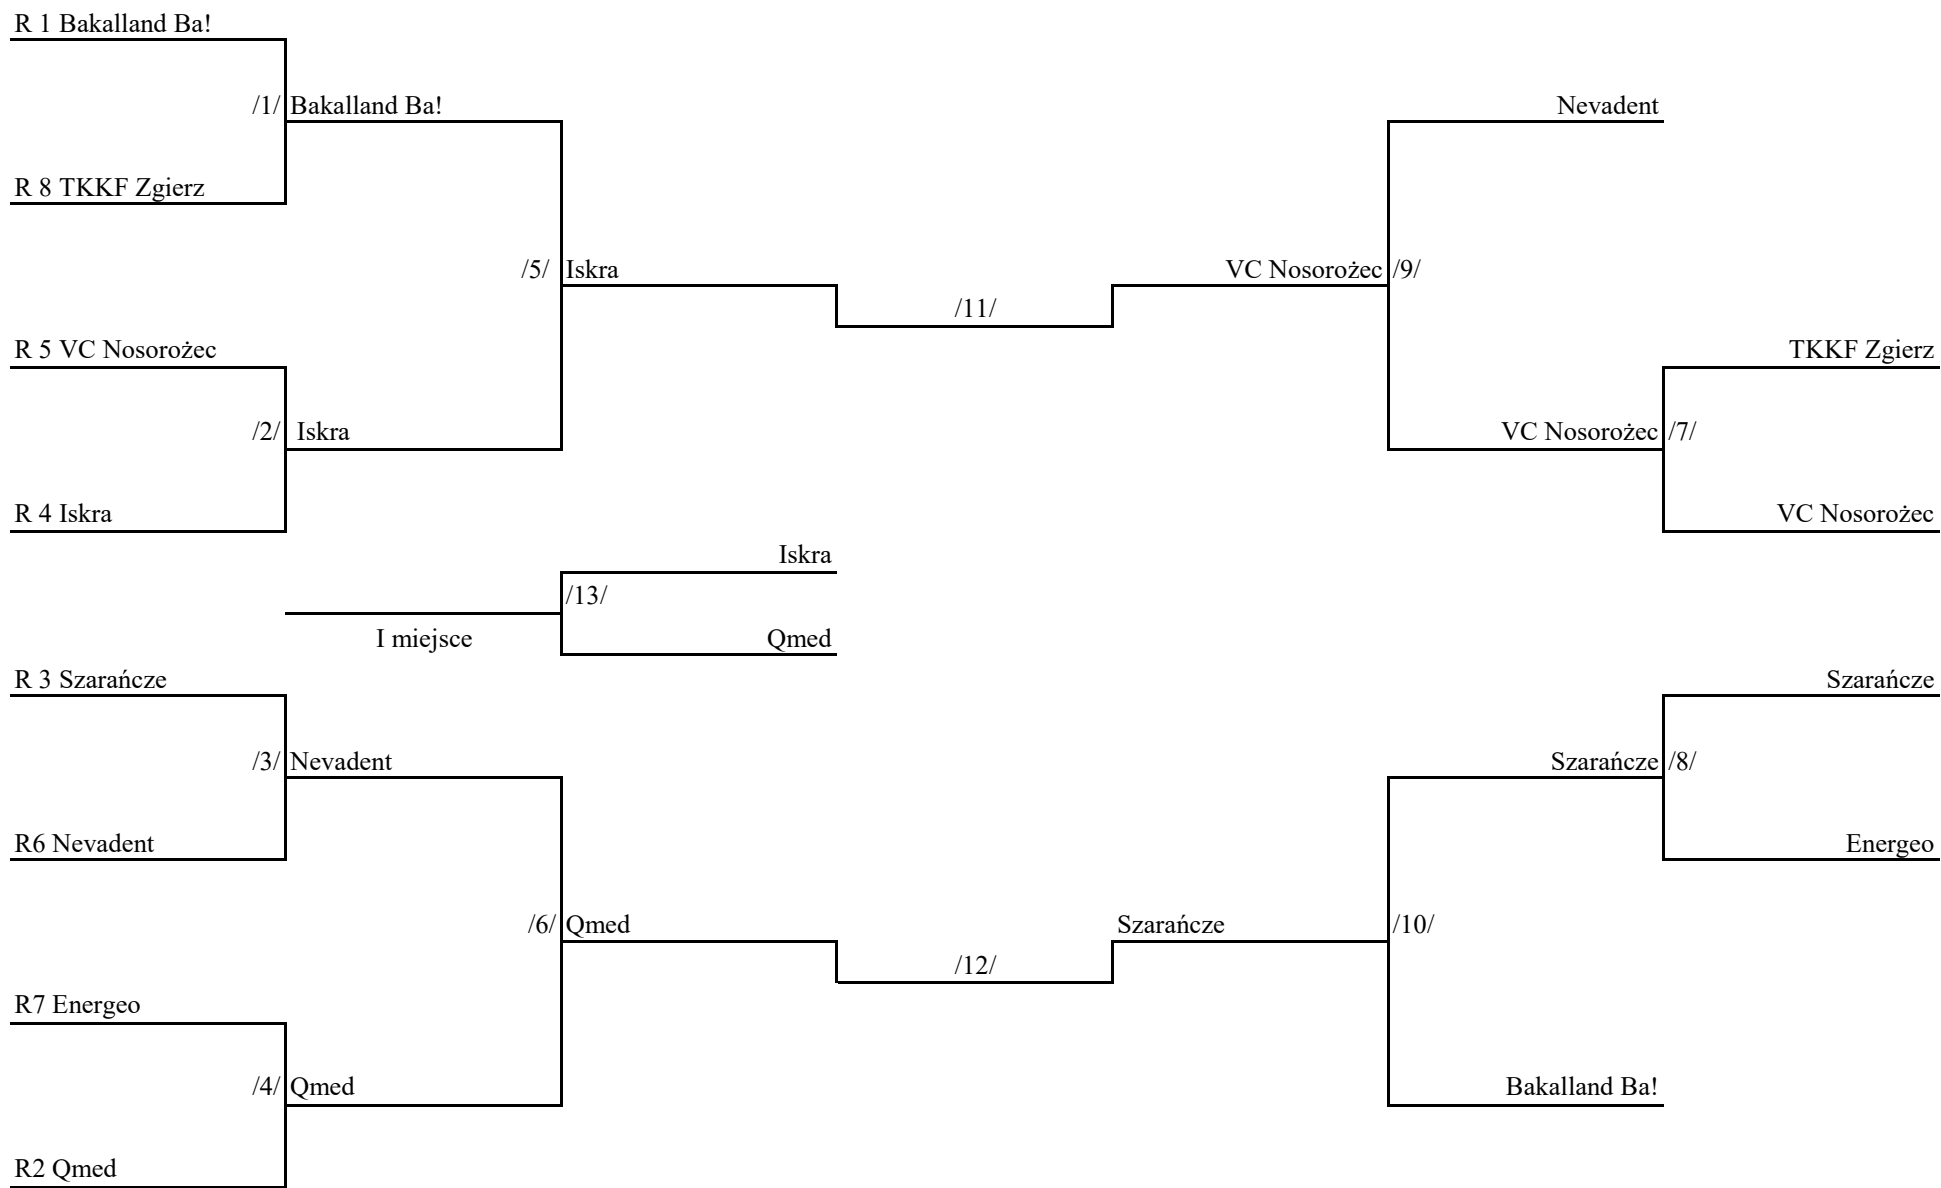 R 1 Bakalland Ba!
/1/ Bakalland Ba!
Nevadent
R 8 TKKF Zgierz
/5/ Iskra
VC Nosorożec /9/
/11/
R 5 VC Nosorożec
TKKF Zgierz
/2/ Iskra
VC Nosorożec /7/
R 4 Iskra
VC Nosorożec
Iskra
/13/
I miejsce
Qmed
R 3 Szarańcze
Szarańcze
/3/ Nevadent
Szarańcze /8/
R6 Nevadent
Energeo
/6/ Qmed
Szarańcze
/10/
/12/
R7 Energeo
/4/ Qmed
Bakalland Ba!
R2 Qmed